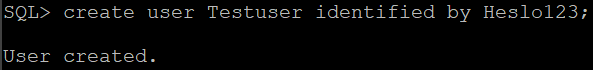 SQL> create user Testuser identified by Heslo123;
User created.